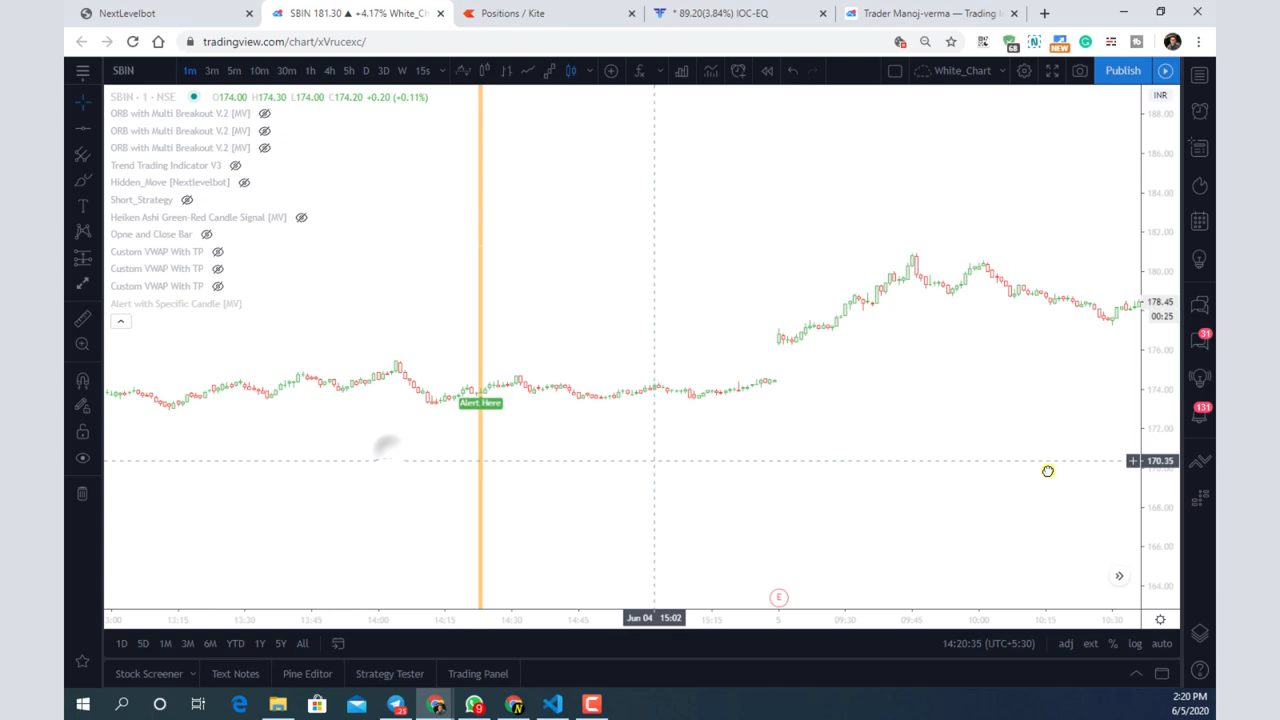 NextLevelbot
SBIN 181.30 ▲ +4.17% White_Ch
Positions / Kite
* 89.20(3.84%) IOC-EQ
Trader Manoj-verma — Trading I
tradingview.com/chart/xVrucexc/
68
NEW
SBIN
1m 3m 5m 10m 30m 1h 4h 5h D 3D W 15s
White_Chart
Publish
SBIN · 1 · NSE O174.00 H174.30 L174.00 C174.20 +0.20 (+0.11%)
INR
ORB with Multi Breakout V.2 [MV]
ORB with Multi Breakout V.2 [MV]
ORB with Multi Breakout V.2 [MV]
Trend Trading Indicator V3
Hidden_Move [Nextlevelbot]
Short_Strategy
Heiken Ashi Green-Red Candle Signal [MV]
Opne and Close Bar
Custom VWAP With TP
Custom VWAP With TP
Custom VWAP With TP
Alert with Specific Candle [MV]
188.00
186.00
184.00
182.00
180.00
178.45
00:25
176.00
174.00
172.00
170.35
168.00
166.00
164.00
31
131
Alert Here
E
3:00 13:15 13:30 13:45 14:00 14:15 14:30 14:45 Jun 04 15:02 15:15 5 09:30 09:45 10:00 10:15 10:30
1D 5D 1M 3M 6M YTD 1Y 5Y All
14:20:35 (UTC+5:30) adj ext % log auto
Stock Screener Text Notes Pine Editor Strategy Tester Trading Panel
9
2:20 PM
6/5/2020